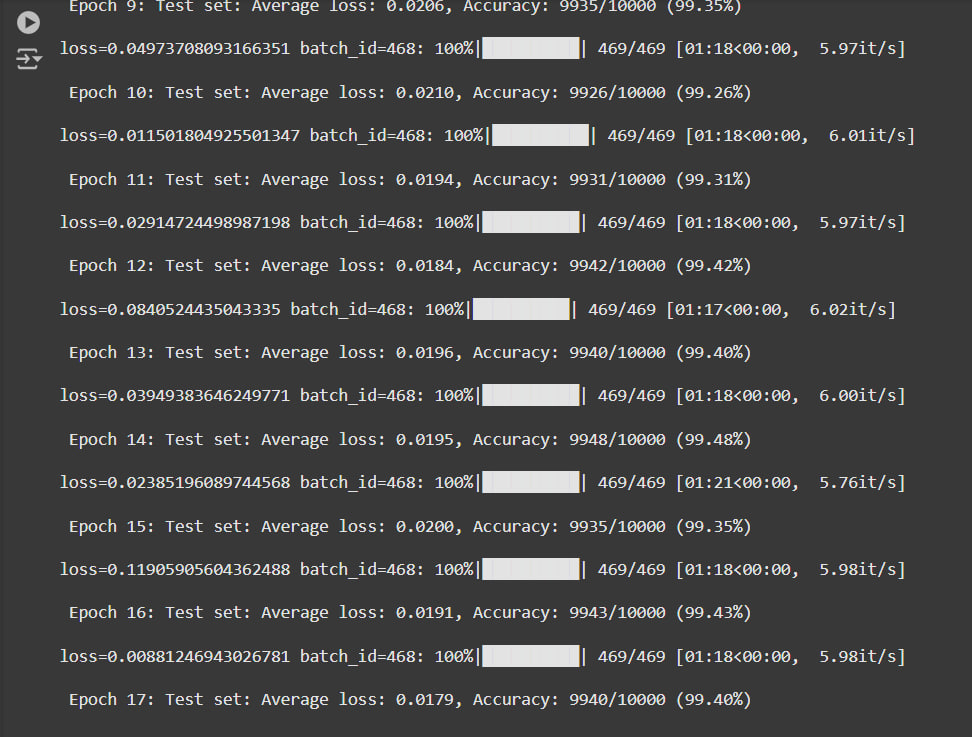 Epoch 9: Test set: Average loss: 0.0206, Accuracy: 9935/10000 (99.35%)
loss=0.04973708093166351 batch_id=468: 100%|██████████| 469/469 [01:18<00:00,  5.97it/s]
Epoch 10: Test set: Average loss: 0.0210, Accuracy: 9926/10000 (99.26%)
loss=0.011501804925501347 batch_id=468: 100%|██████████| 469/469 [01:18<00:00,  6.01it/s]
Epoch 11: Test set: Average loss: 0.0194, Accuracy: 9931/10000 (99.31%)
loss=0.02914724498987198 batch_id=468: 100%|██████████| 469/469 [01:18<00:00,  5.97it/s]
Epoch 12: Test set: Average loss: 0.0184, Accuracy: 9942/10000 (99.42%)
loss=0.0840524435043335 batch_id=468: 100%|██████████| 469/469 [01:17<00:00,  6.02it/s]
Epoch 13: Test set: Average loss: 0.0196, Accuracy: 9940/10000 (99.40%)
loss=0.03949383646249771 batch_id=468: 100%|██████████| 469/469 [01:18<00:00,  6.00it/s]
Epoch 14: Test set: Average loss: 0.0195, Accuracy: 9948/10000 (99.48%)
loss=0.02385196089744568 batch_id=468: 100%|██████████| 469/469 [01:21<00:00,  5.76it/s]
Epoch 15: Test set: Average loss: 0.0200, Accuracy: 9935/10000 (99.35%)
loss=0.11905905604362488 batch_id=468: 100%|██████████| 469/469 [01:18<00:00,  5.98it/s]
Epoch 16: Test set: Average loss: 0.0191, Accuracy: 9943/10000 (99.43%)
loss=0.00881246943026781 batch_id=468: 100%|██████████| 469/469 [01:18<00:00,  5.98it/s]
Epoch 17: Test set: Average loss: 0.0179, Accuracy: 9940/10000 (99.40%)